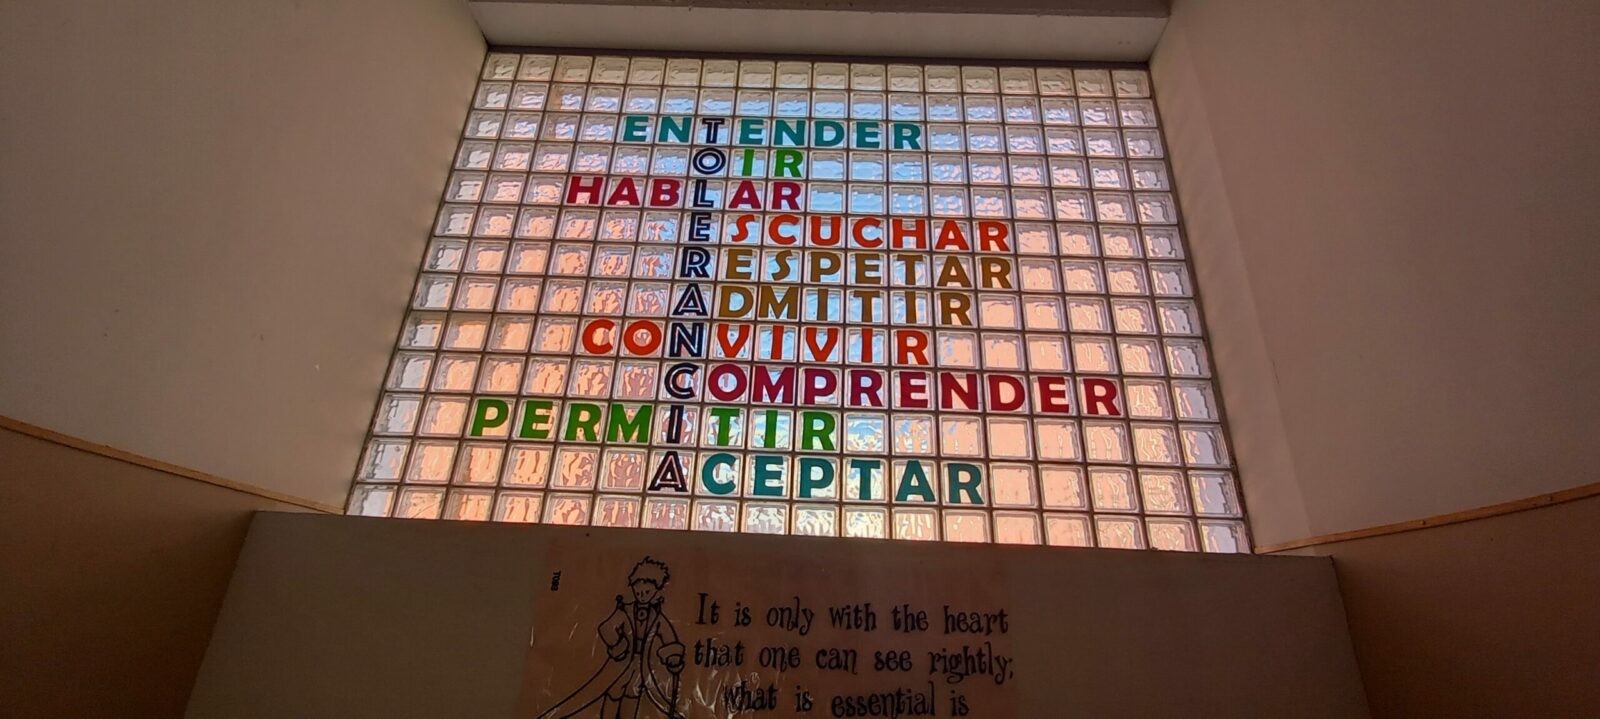 ENTENDER
OIR
HABLAR
ESCUCHAR
RESPETAR
ADMITIR
CONVIVIR
COMPRENDER
PERMITIR
ACEPTAR
It is only with the heart
that one can see rightly;
what is essential is